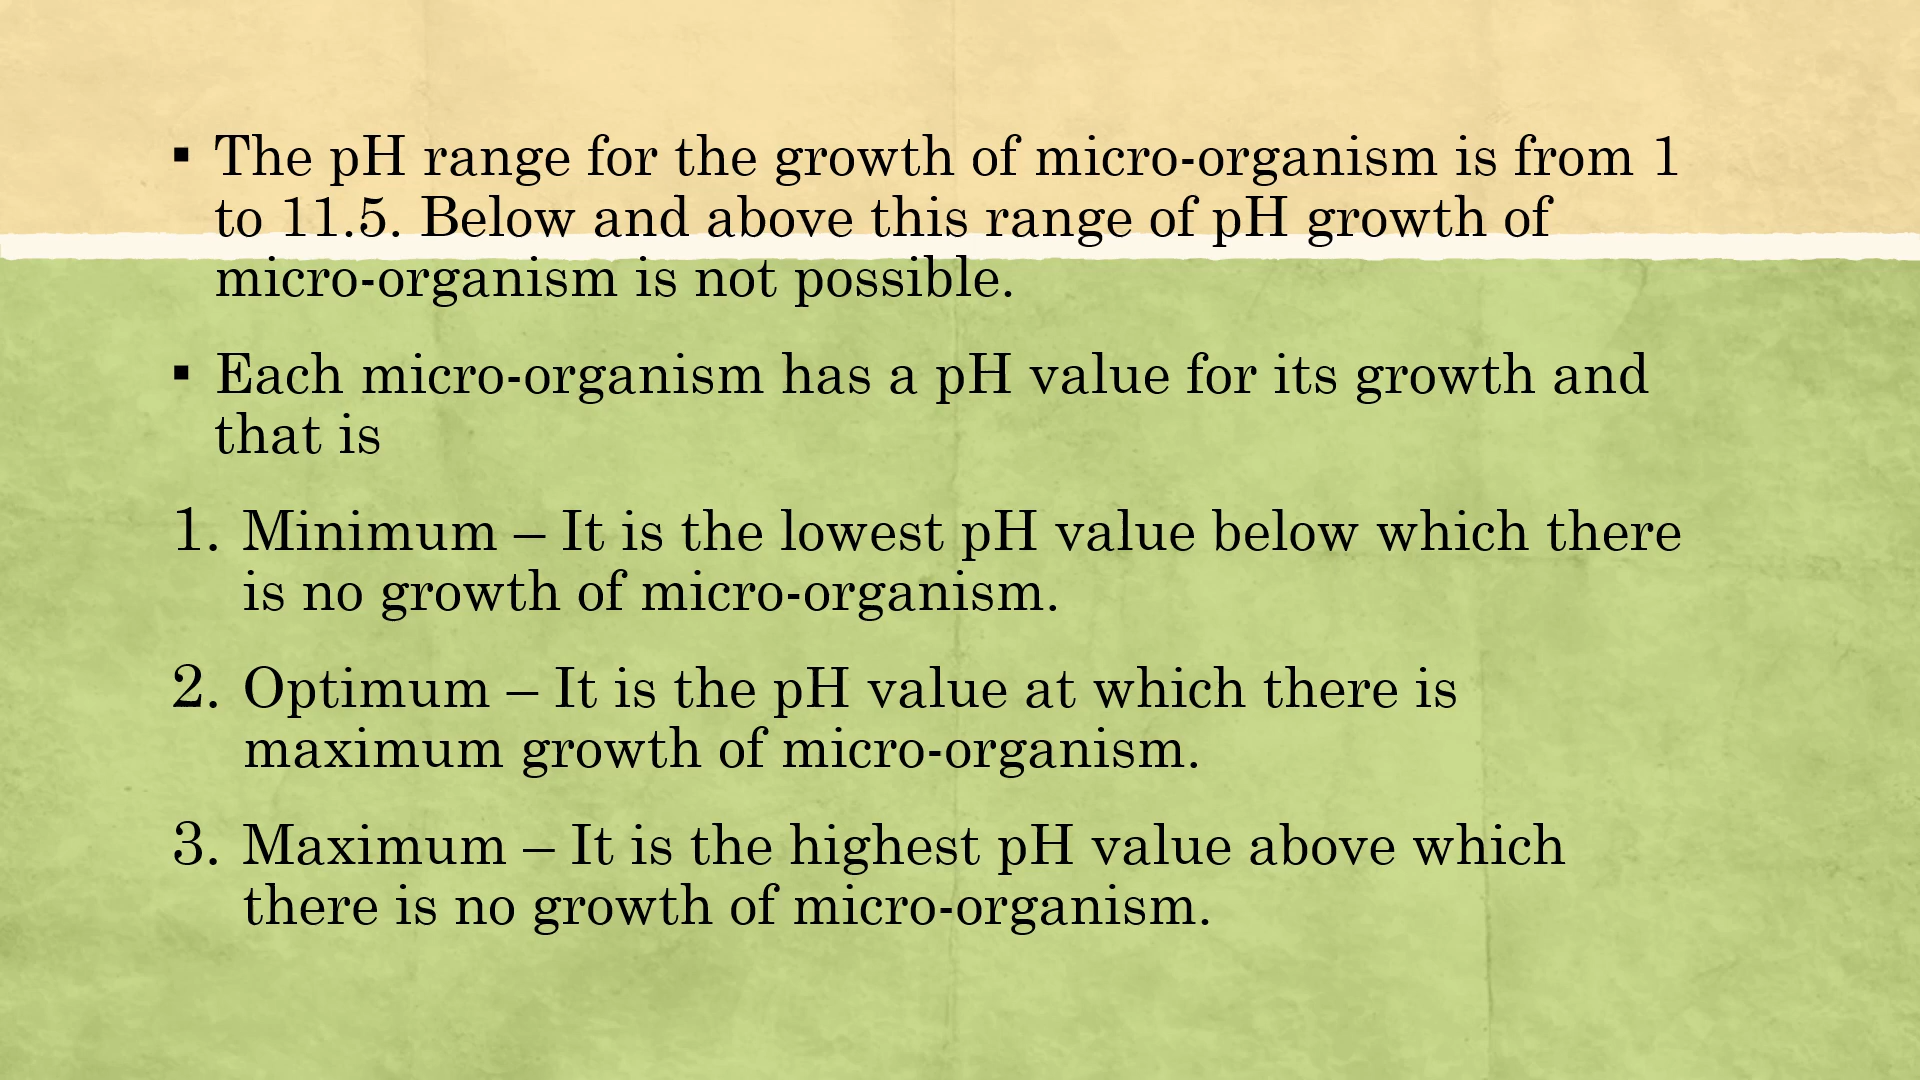 ▪ The pH range for the growth of micro-organism is from 1
to 11.5. Below and above this range of pH growth of
micro-organism is not possible.
▪ Each micro-organism has a pH value for its growth and
that is
1. Minimum – It is the lowest pH value below which there
is no growth of micro-organism.
2. Optimum – It is the pH value at which there is
maximum growth of micro-organism.
3. Maximum – It is the highest pH value above which
there is no growth of micro-organism.